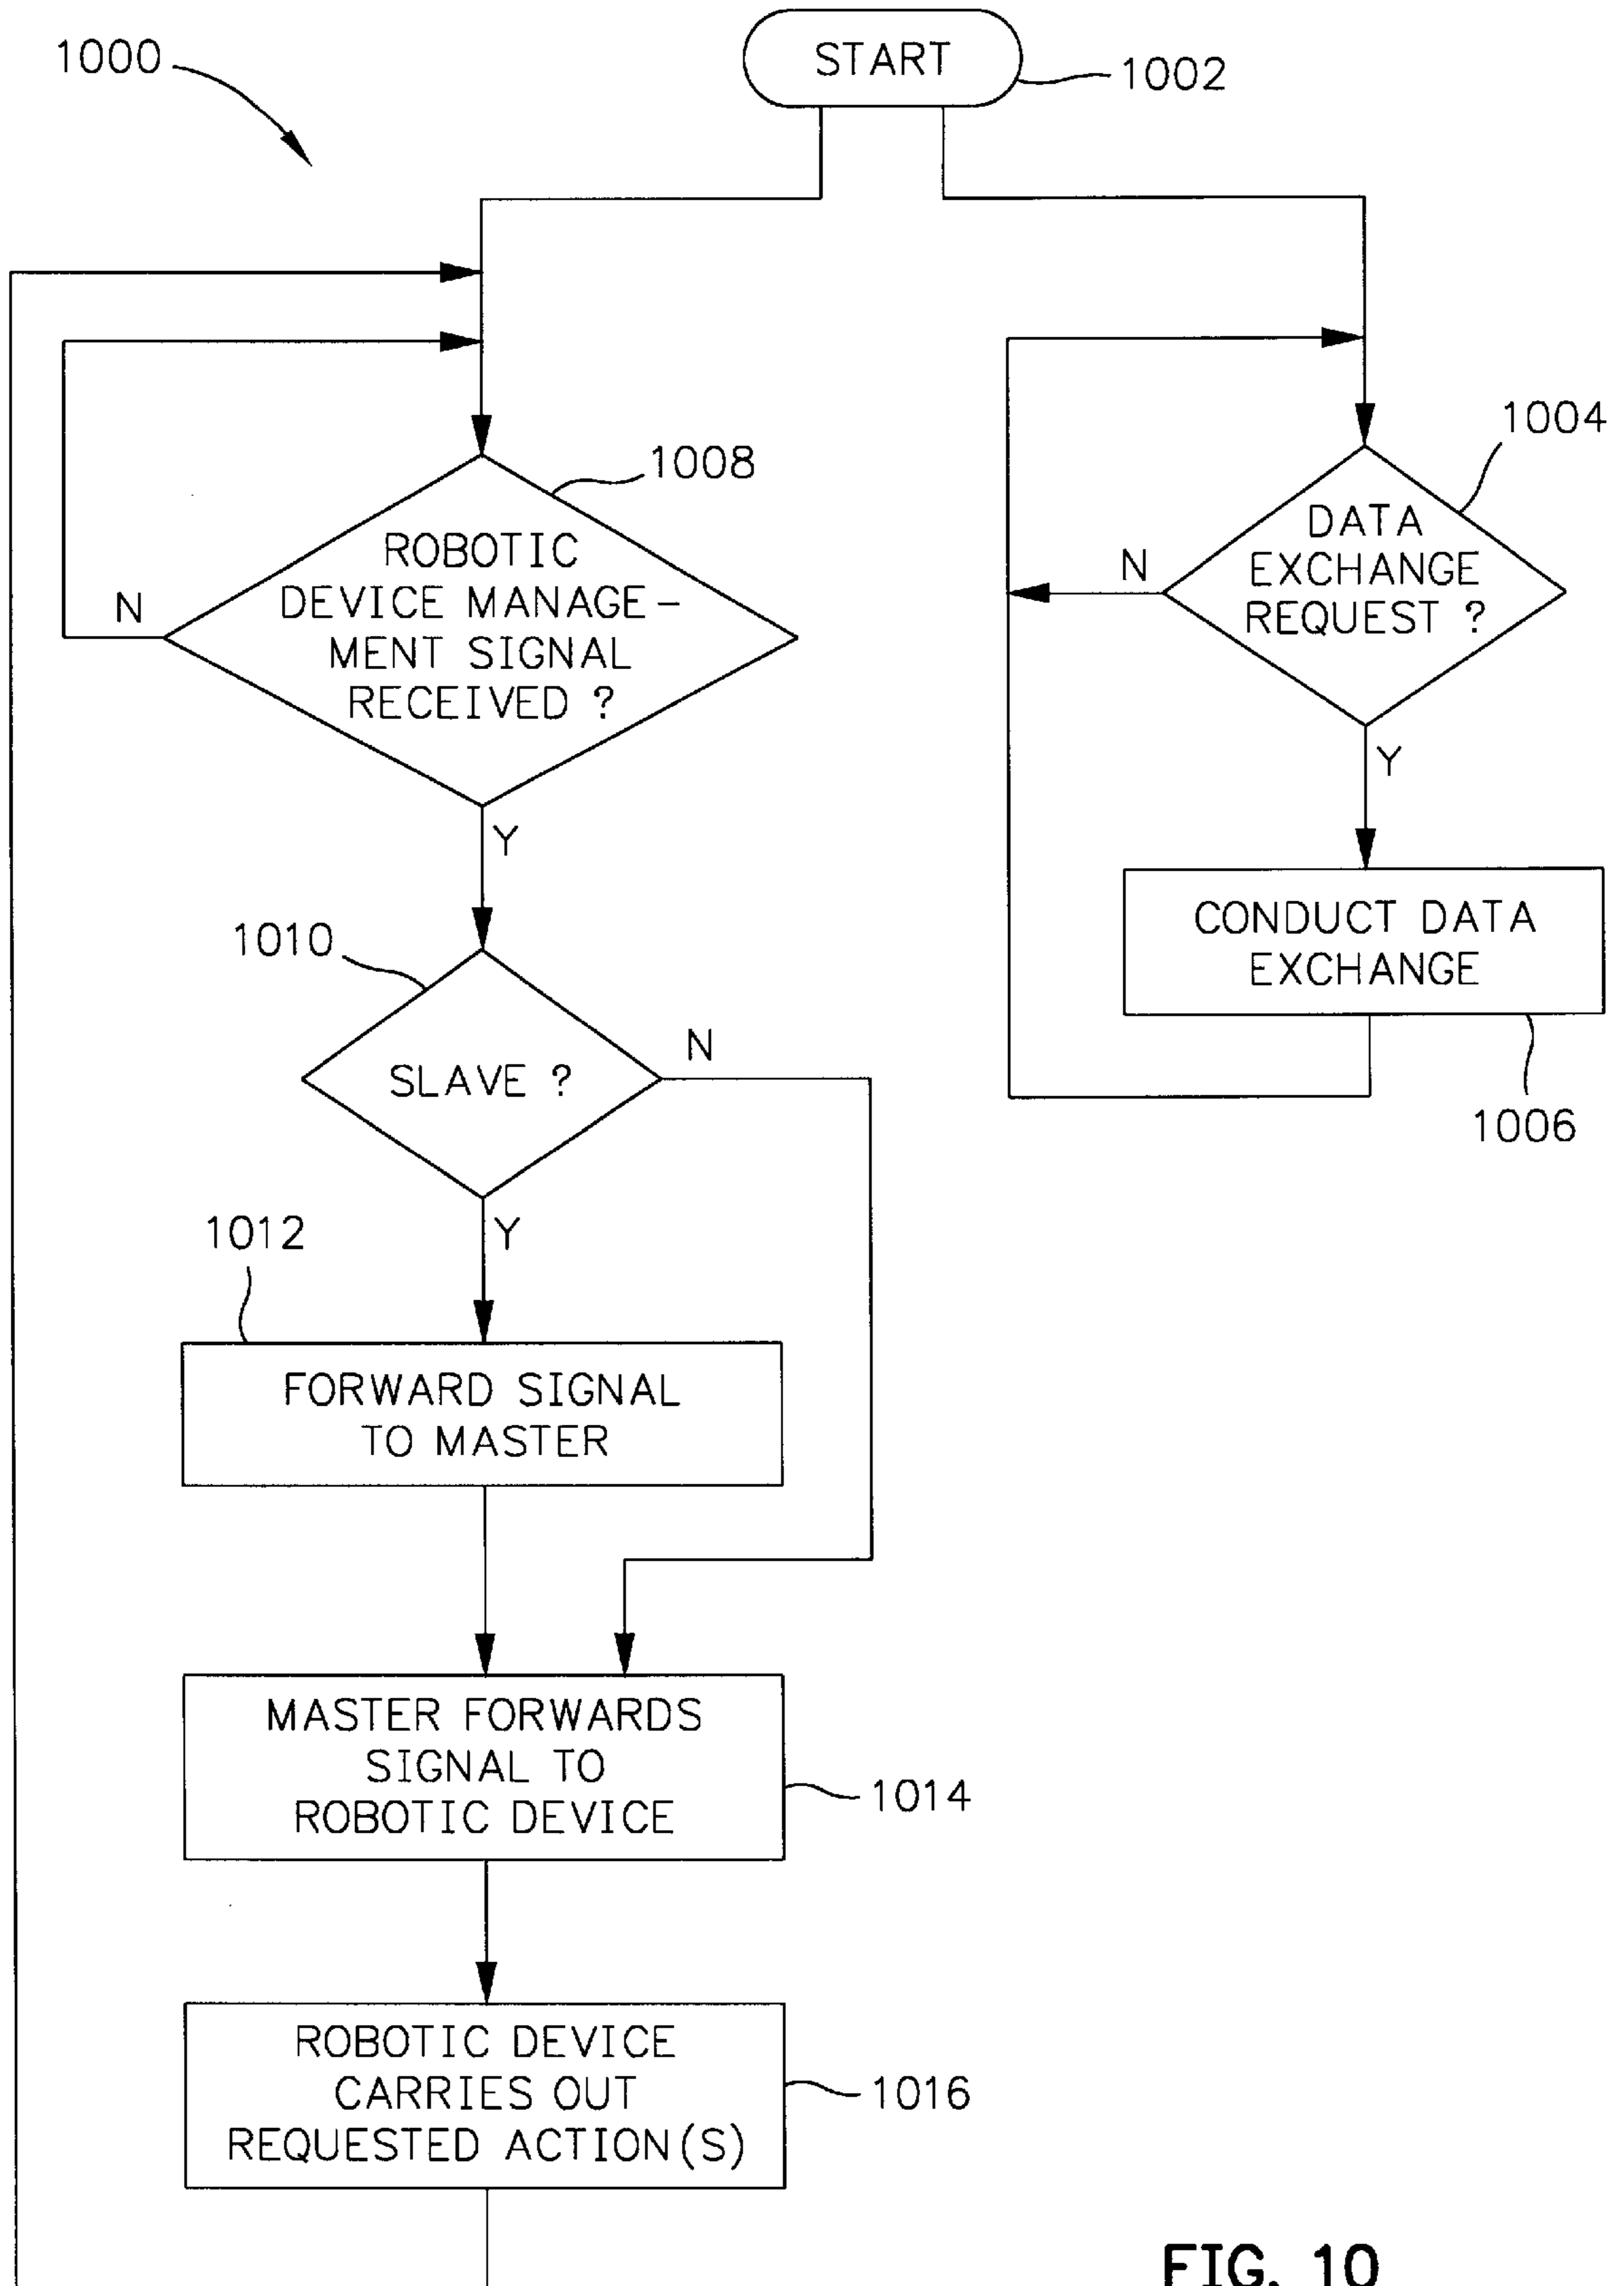 1000
START
1002
1004
DATA
EXCHANGE
REQUEST ?
N
Y
CONDUCT DATA
EXCHANGE
1006
1008
ROBOTIC
DEVICE MANAGE-
MENT SIGNAL
RECEIVED ?
N
Y
1010
SLAVE ?
N
Y
1012
FORWARD SIGNAL
TO MASTER
MASTER FORWARDS
SIGNAL TO
ROBOTIC DEVICE
1014
ROBOTIC DEVICE
CARRIES OUT
REQUESTED ACTION(S)
1016
FIG. 10